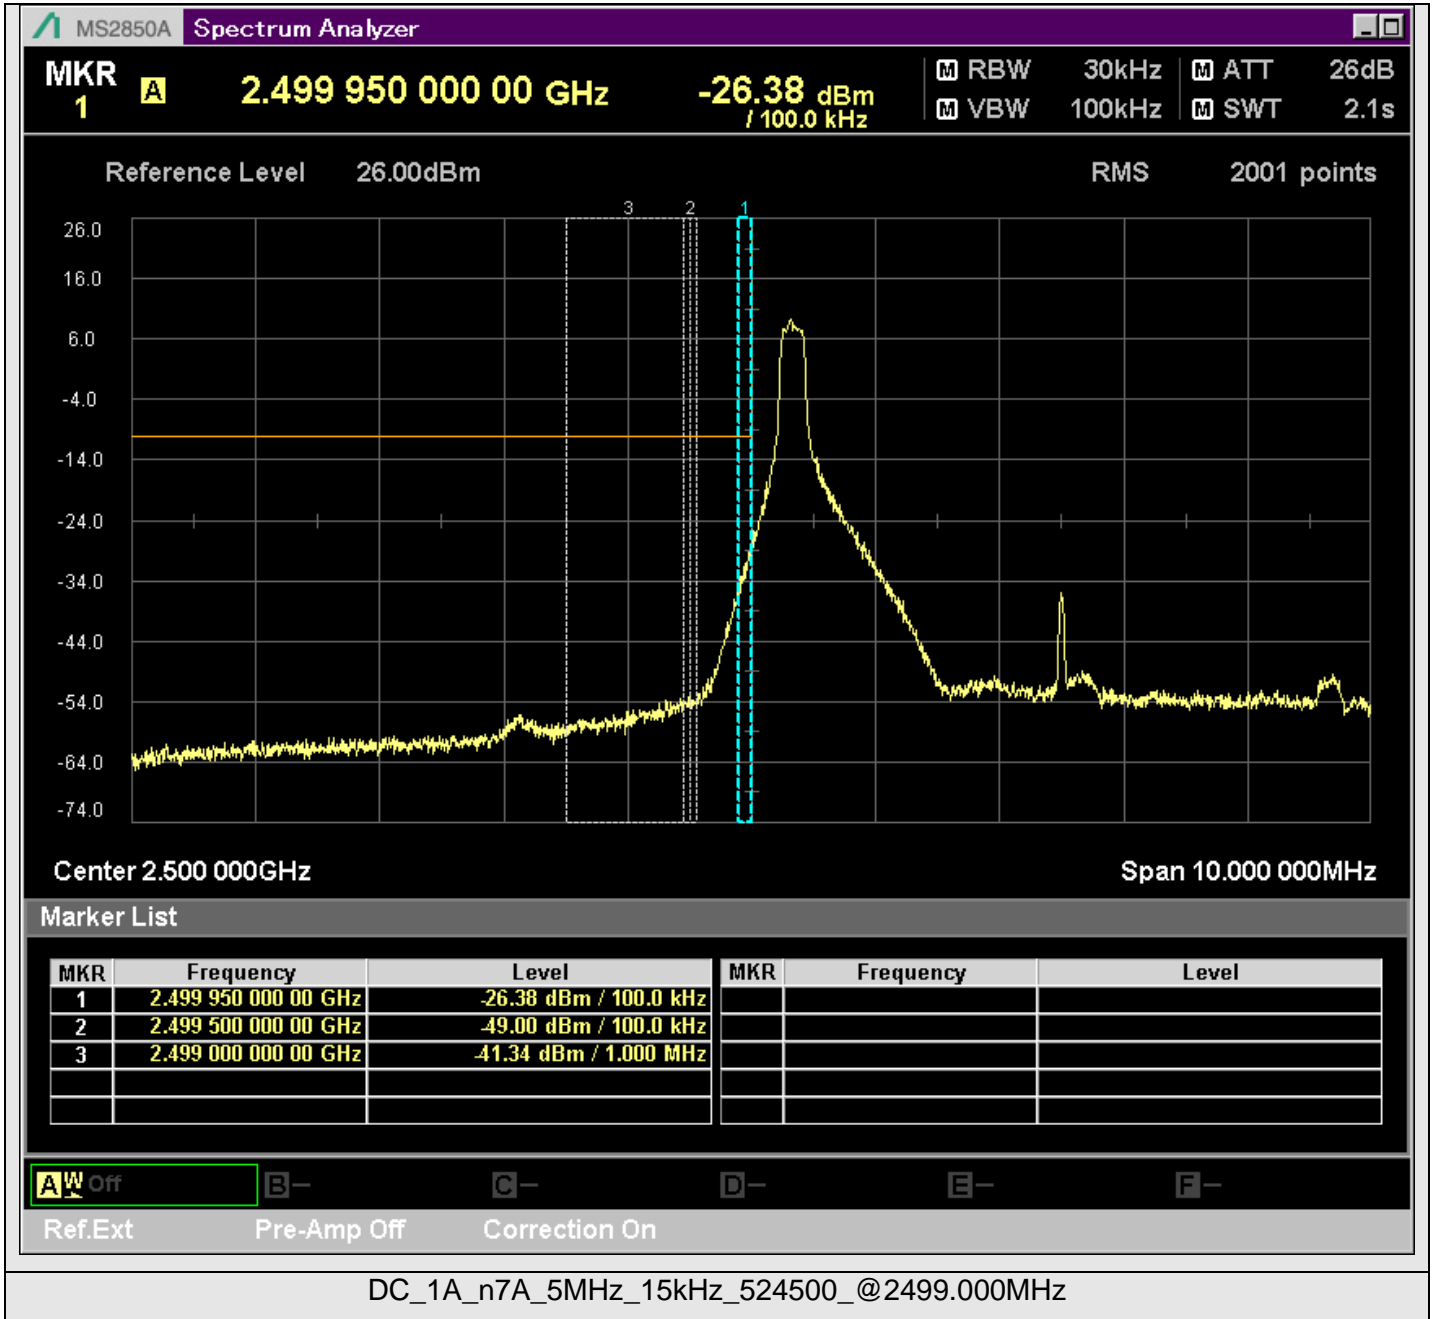 MS2850A Spectrum Analyzer
MKR 1 A 2.499 950 000 00 GHz -26.38 dBm / 100.0 kHz
M RBW 30kHz M ATT 26dB
M VBW 100kHz M SWT 2.1s
Reference Level 26.00dBm RMS 2001 points
3 2 1
26.0
16.0
6.0
-4.0
-14.0
-24.0
-34.0
-44.0
-54.0
-64.0
-74.0
Center 2.500 000GHz Span 10.000 000MHz
Marker List
MKR Frequency Level MKR Frequency Level
1 2.499 950 000 00 GHz -26.38 dBm / 100.0 kHz
2 2.499 500 000 00 GHz -49.00 dBm / 100.0 kHz
3 2.499 000 000 00 GHz -41.34 dBm / 1.000 MHz
A W Off B – C – D – E – F –
Ref.Ext Pre-Amp Off Correction On
DC_1A_n7A_5MHz_15kHz_524500_@2499.000MHz